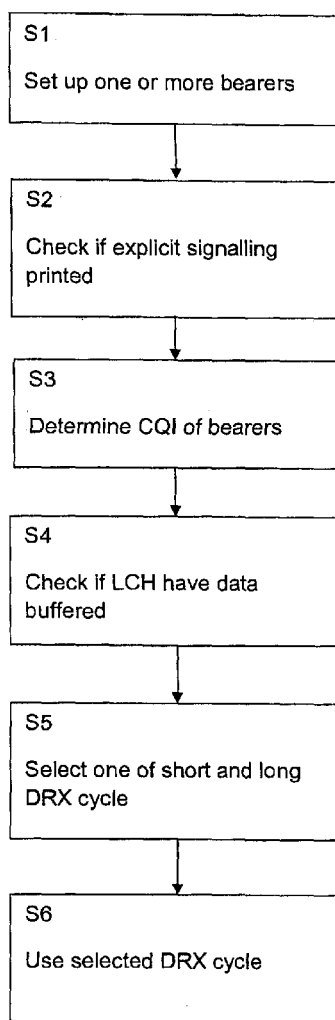 S1
Set up one or more bearers
S2
Check if explicit signalling
printed
S3
Determine CQI of bearers
S4
Check if LCH have data
buffered
S5
Select one of short and long
DRX cycle
S6
Use selected DRX cycle